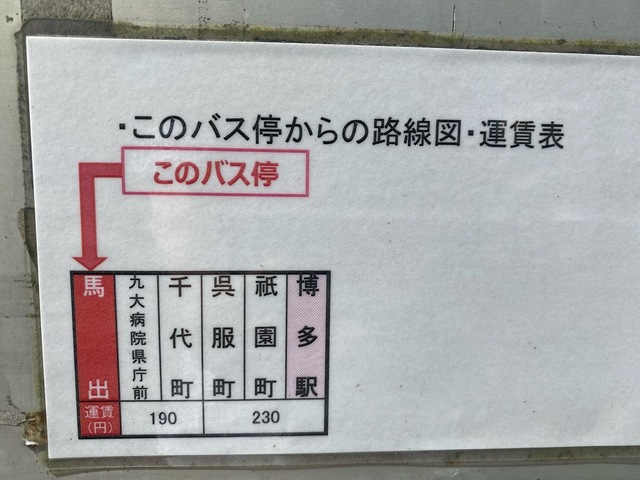 ・このバス停からの路線図・運賃表
このバス停
馬出
九大病院県庁前
千代町
呉服町
祇園町
博多駅
運賃
(円)
190
230